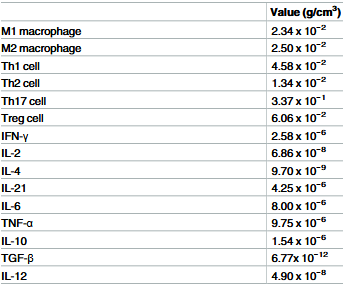 Value (g/cm³)
M1 macrophage 2.34 x 10⁻²
M2 macrophage 2.50 x 10⁻²
Th1 cell 4.58 x 10⁻²
Th2 cell 1.34 x 10⁻²
Th17 cell 3.37 x 10⁻¹
Treg cell 6.06 x 10⁻²
IFN-γ 2.58 x 10⁻⁶
IL-2 6.86 x 10⁻⁸
IL-4 9.70 x 10⁻⁹
IL-21 4.25 x 10⁻⁶
IL-6 8.00 x 10⁻⁶
TNF-α 9.75 x 10⁻⁶
IL-10 1.54 x 10⁻⁶
TGF-β 6.77x 10⁻¹²
IL-12 4.90 x 10⁻⁸